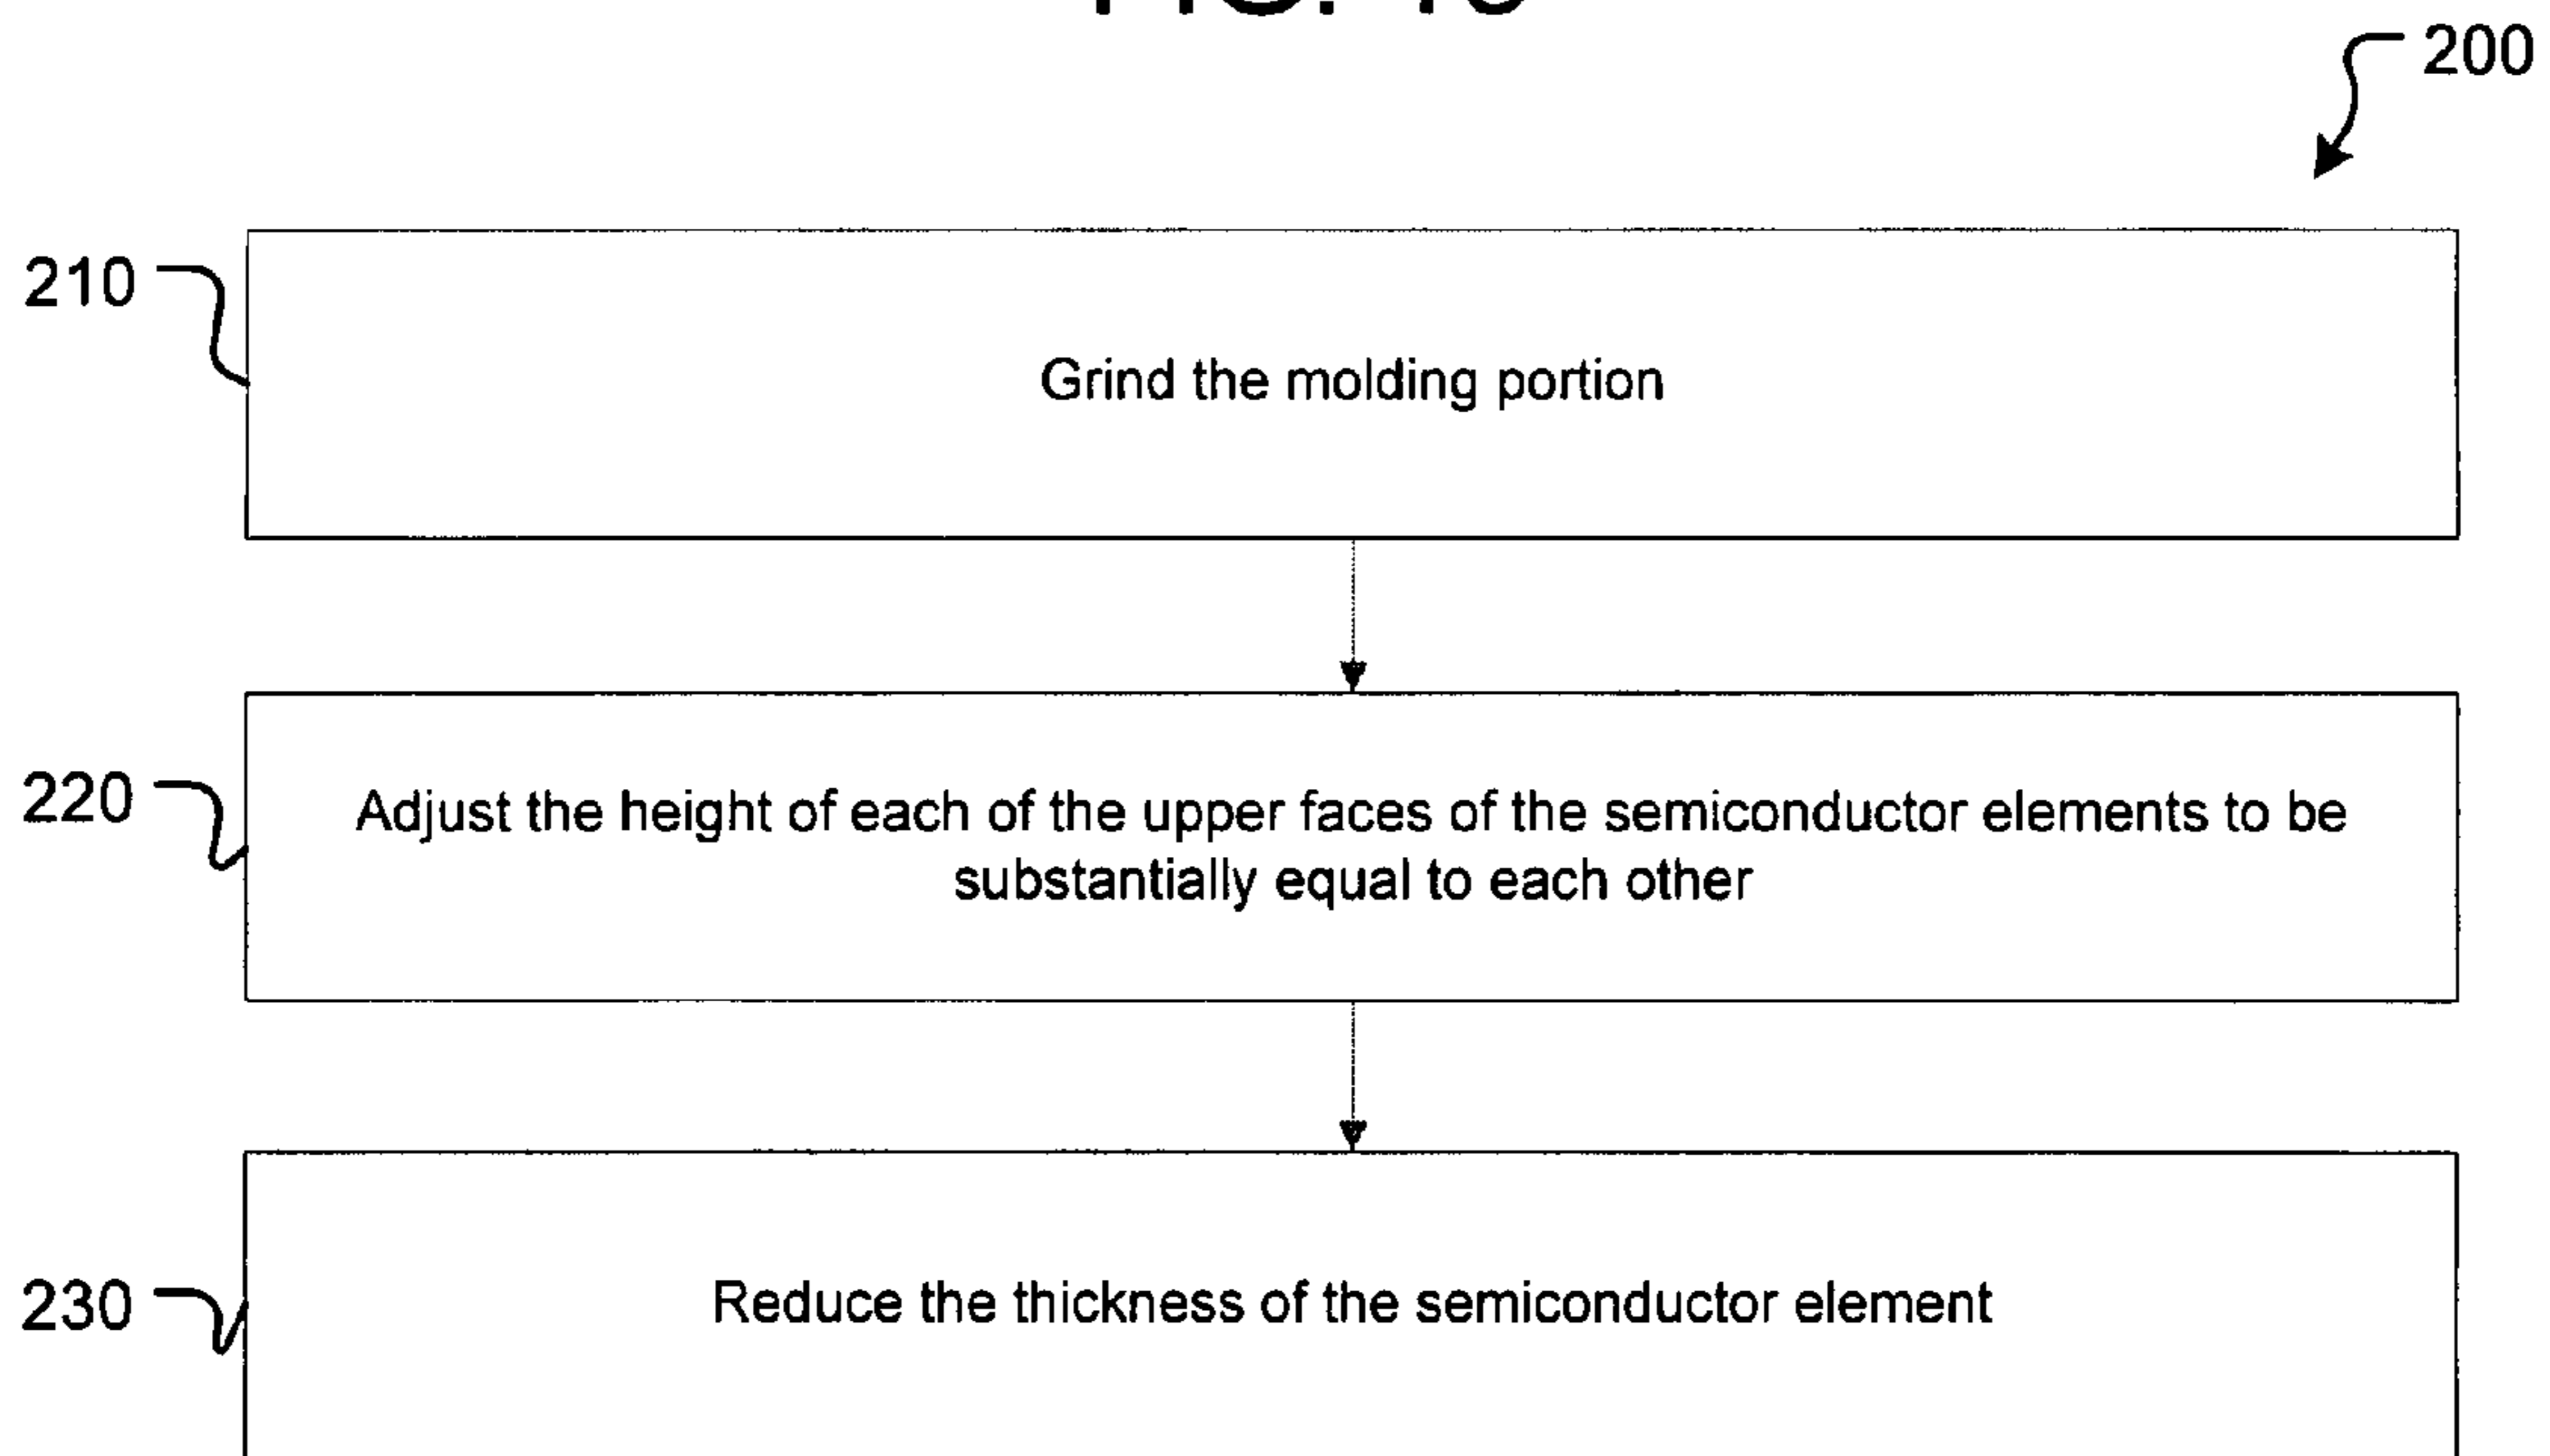 200
210
Grind the molding portion
220
Adjust the height of each of the upper faces of the semiconductor elements to be
substantially equal to each other
230
Reduce the thickness of the semiconductor element